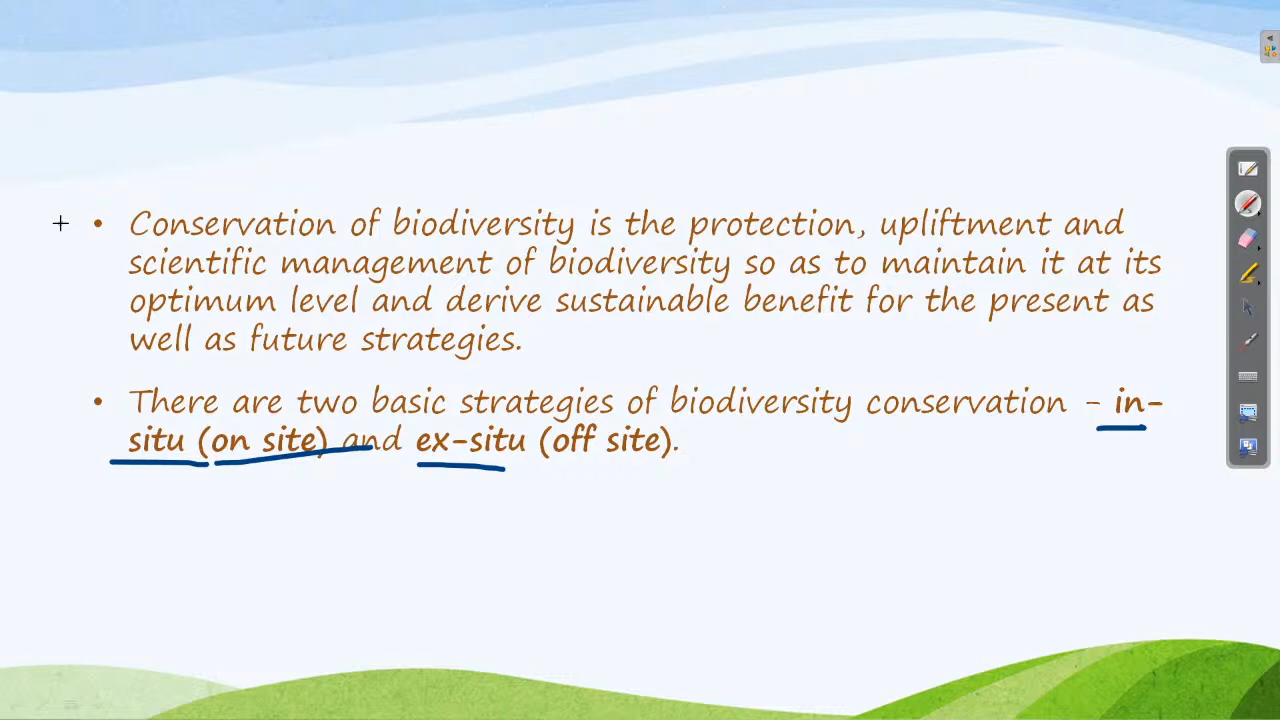 • Conservation of biodiversity is the protection, upliftment and
scientific management of biodiversity so as to maintain it at its
optimum level and derive sustainable benefit for the present as
well as future strategies.
• There are two basic strategies of biodiversity conservation - in-
situ (on site) and ex-situ (off site).